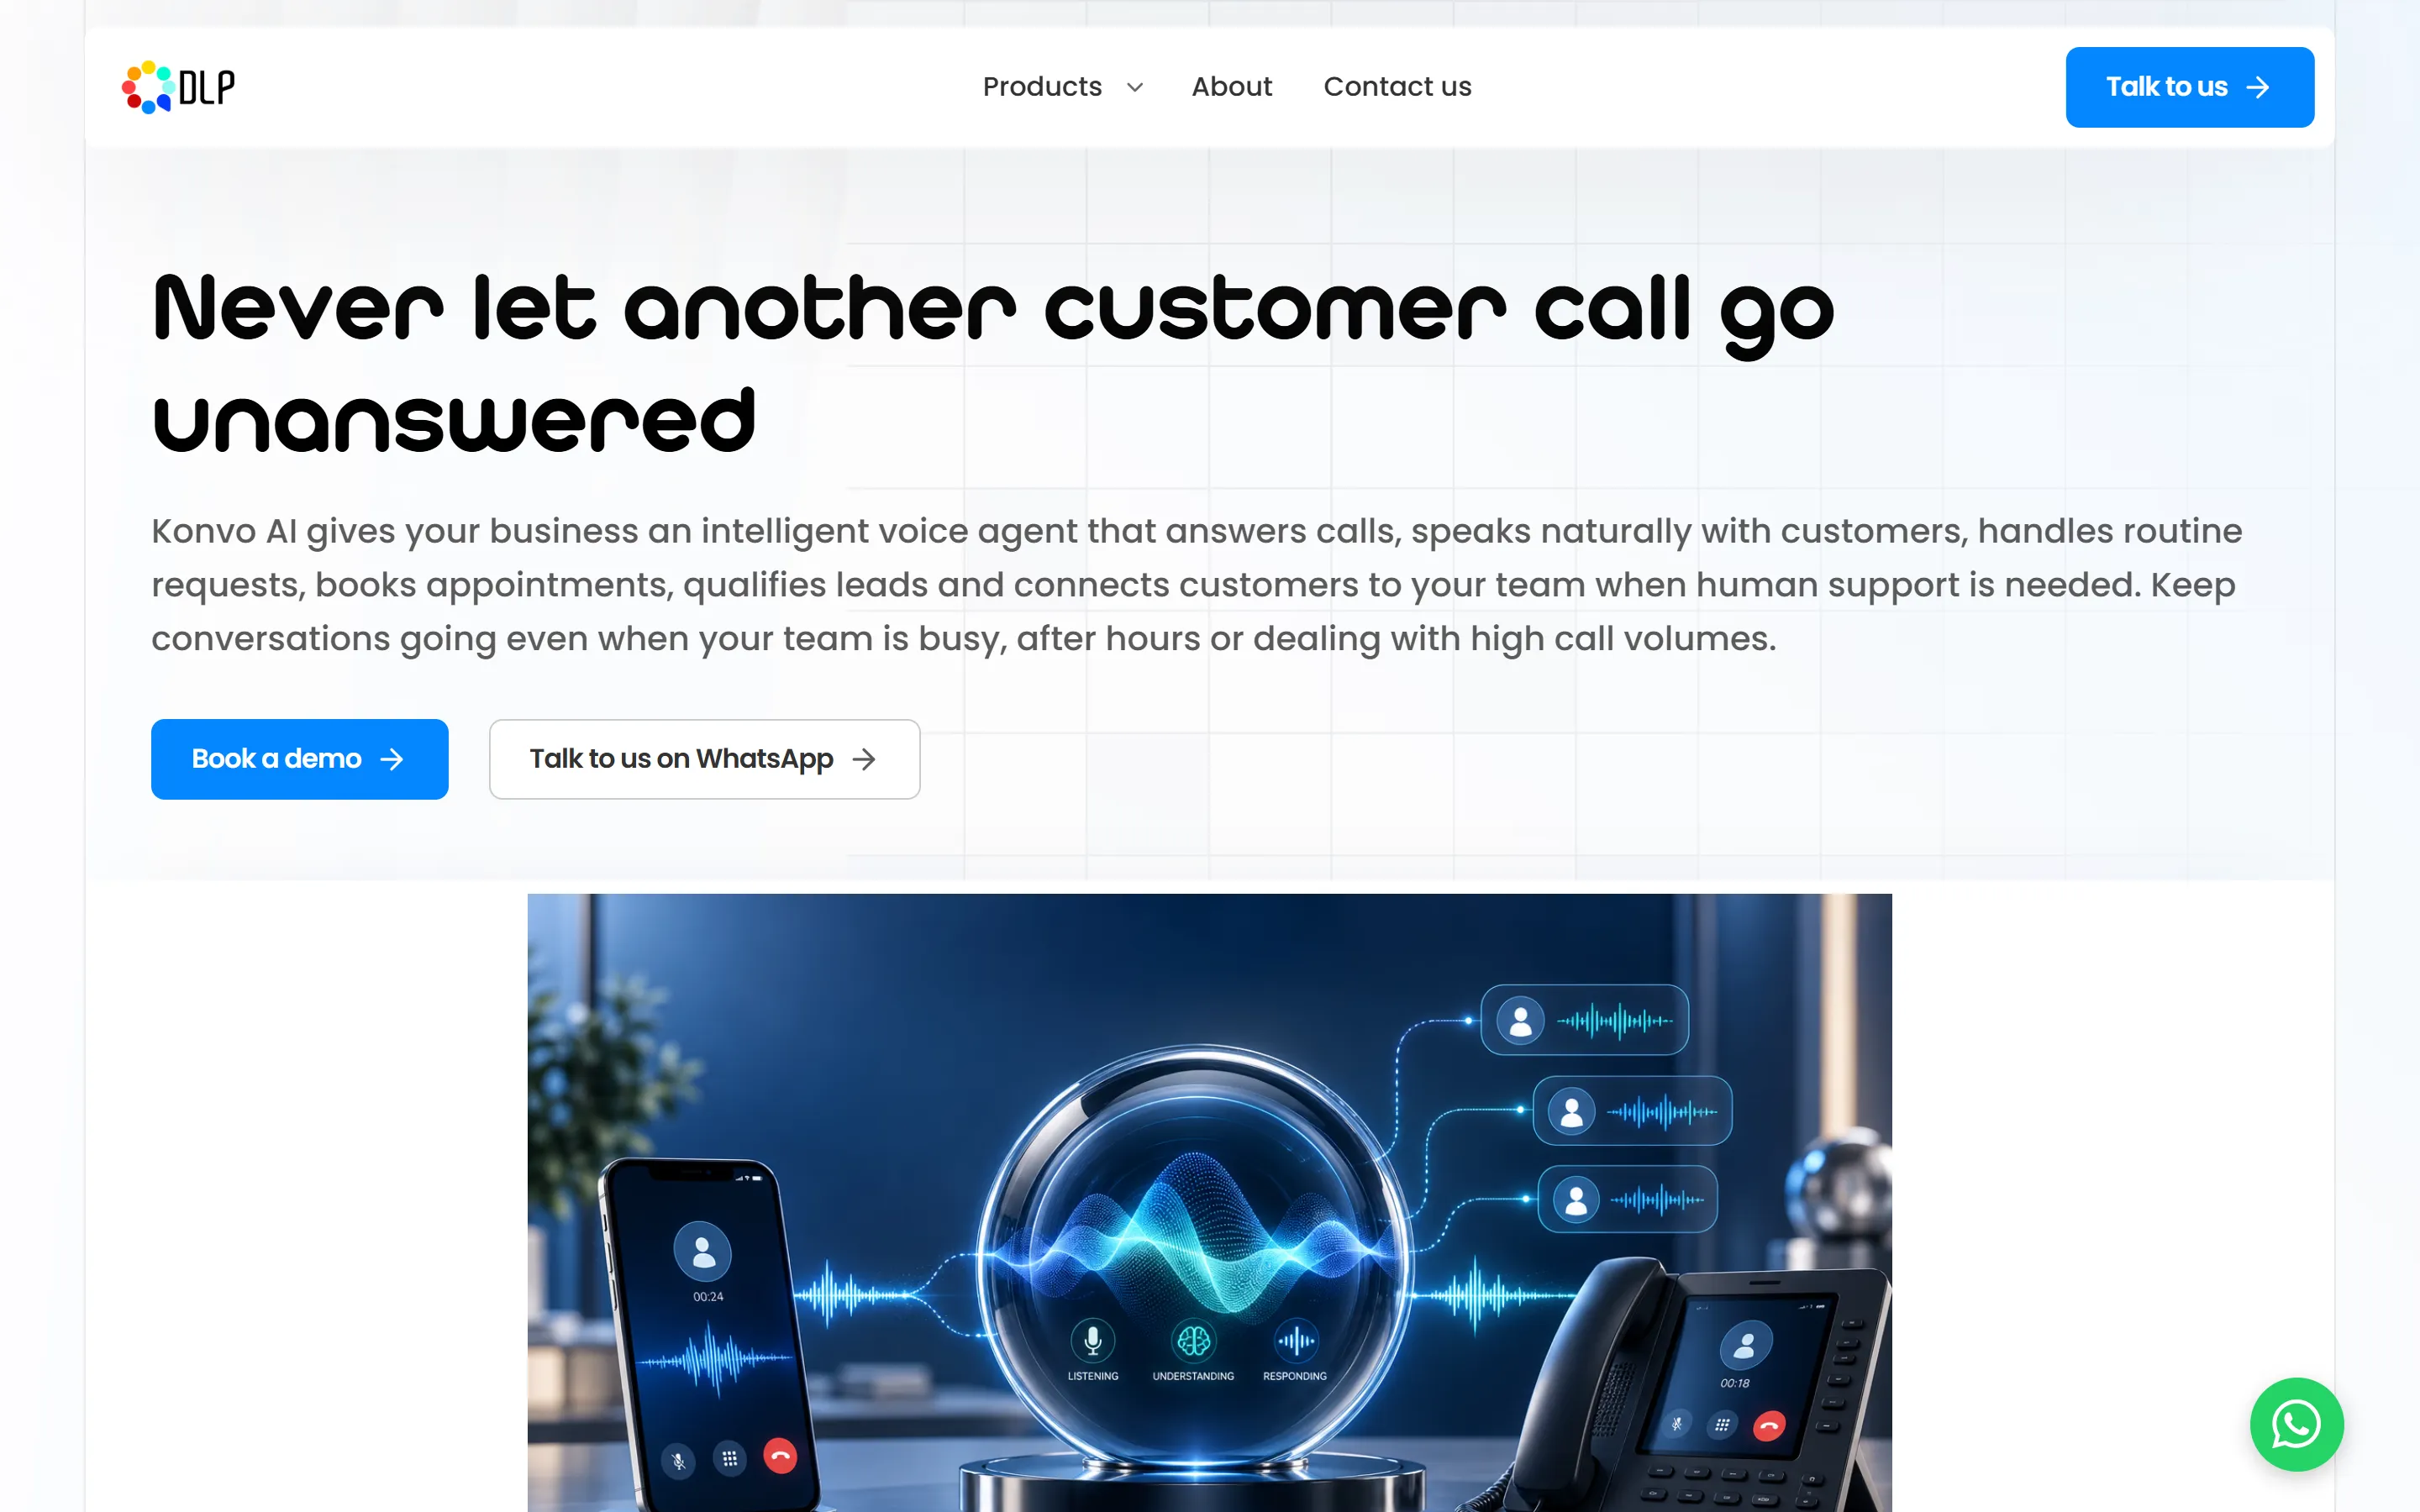 DLP
Products
About
Contact us
Talk to us
Never let another customer call go
unanswered
Konvo AI gives your business an intelligent voice agent that answers calls, speaks naturally with customers, handles routine
requests, books appointments, qualifies leads and connects customers to your team when human support is needed. Keep
conversations going even when your team is busy, after hours or dealing with high call volumes.
Book a demo
Talk to us on WhatsApp
00:24
LISTENING
UNDERSTANDING
RESPONDING
00:18